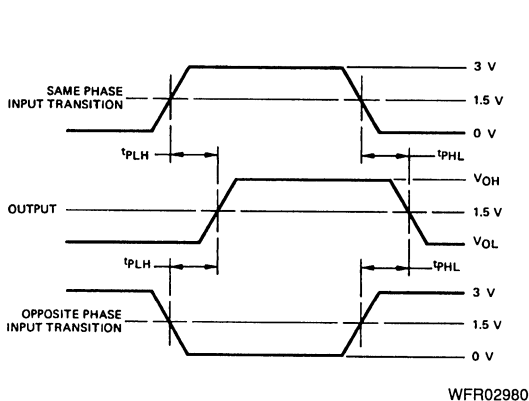 3 V
SAME PHASE
INPUT TRANSITION
1.5 V
0 V
tPLH
tPHL
VOH
OUTPUT
1.5 V
VOL
tPLH
tPHL
3 V
OPPOSITE PHASE
INPUT TRANSITION
1.5 V
0 V
WFR02980